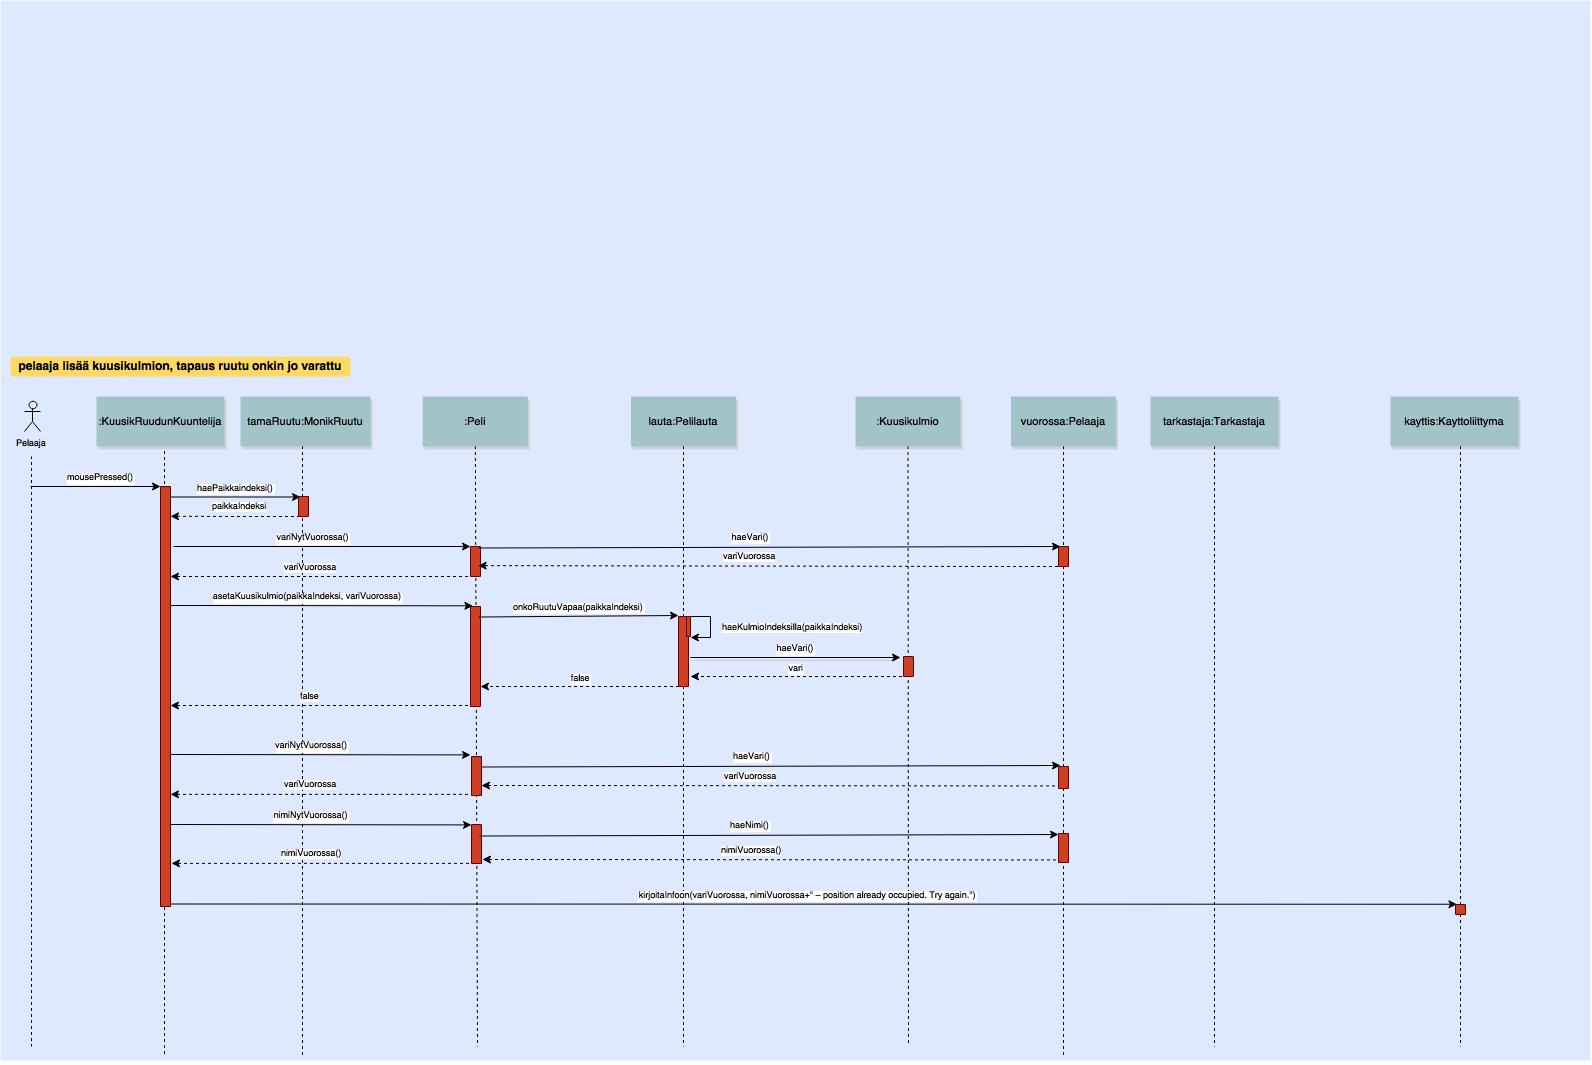 pelaaja lisää kuusikulmion, tapaus ruutu onkin jo varattu
Pelaaja
:KuusikRuudunKuuntelija
tamaRuutu:MonikRuutu
:Peli
lauta:Pelilauta
:Kuusikulmio
vuorossa:Pelaaja
tarkastaja:Tarkastaja
kayttis:Kayttoliittyma
mousePressed()
haePaikkaindeksi()
paikkaIndeksi
variNytVuorossa()
haeVari()
variVuorossa
variVuorossa
asetaKuusikulmio(paikkaIndeksi, variVuorossa)
onkoRuutuVapaa(paikkaIndeksi)
haeKulmioIndeksilla(paikkaIndeksi)
haeVari()
vari
false
false
variNytVuorossa()
haeVari()
variVuorossa
variVuorossa
nimiNytVuorossa()
haeNimi()
nimiVuorossa()
nimiVuorossa()
kirjoitaInfoon(variVuorossa, nimiVuorossa+" – position already occupied. Try again.")